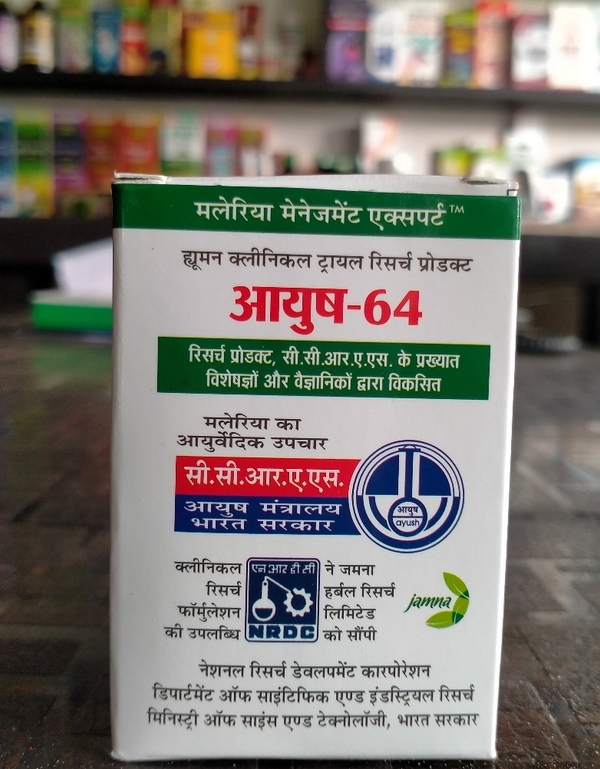 मलेरिया मेनेजमेंट एक्सपर्ट™
ह्यूमन क्लीनिकल ट्रायल रिसर्च प्रोडक्ट
आयुष-64
रिसर्च प्रोडक्ट, सी.सी.आर.ए.एस. के प्रख्यात
विशेषज्ञों और वैज्ञानिकों द्वारा विकसित
मलेरिया का
आयुर्वेदिक उपचार
सी.सी.आर.ए.एस.
आयुष मंत्रालय
भारत सरकार
आयुष
ayush
क्लीनिकल
रिसर्च
फॉर्मुलेशन
की उपलब्धि
एन आर डी सी
NRDC
ने जमना
हर्बल रिसर्च
लिमिटेड
को सौंपी
jamna
नेशनल रिसर्च डेवलपमेंट कारपोरेशन
डिपार्टमेंट ऑफ साइंटिफिक एण्ड इंडस्ट्रियल रिसर्च
मिनिस्ट्री ऑफ साइंस एण्ड टेक्नोलॉजी, भारत सरकार